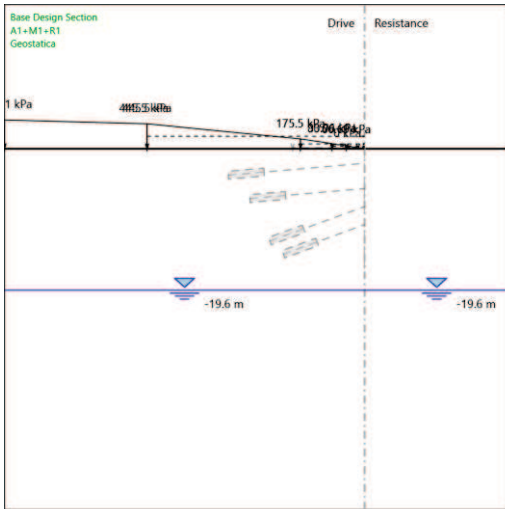 Base Design Section
A1+M1+R1
Geostatica
Drive
Resistance
1 kPa
175.5 kPa
-19.6 m
-19.6 m